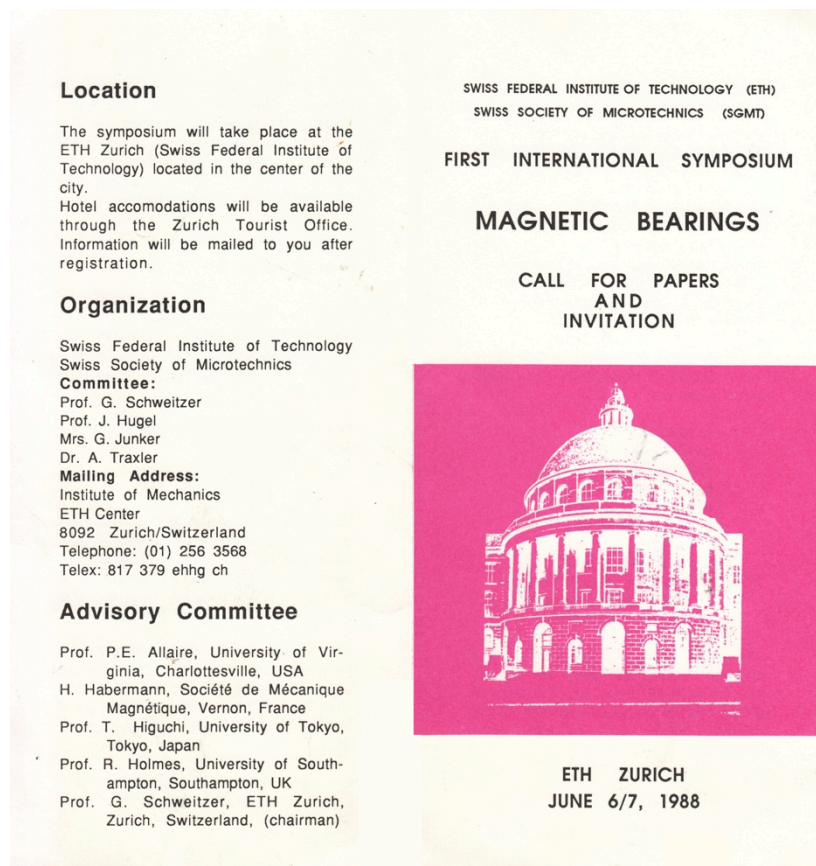 Location
The symposium will take place at the
ETH Zurich (Swiss Federal Institute of
Technology) located in the center of the
city.
Hotel accomodations will be available
through the Zurich Tourist Office.
Information will be mailed to you after
registration.
Organization
Swiss Federal Institute of Technology
Swiss Society of Microtechnics
Committee:
Prof. G. Schweitzer
Prof. J. Hugel
Mrs. G. Junker
Dr. A. Traxler
Mailing Address:
Institute of Mechanics
ETH Center
8092 Zurich/Switzerland
Telephone: (01) 256 3568
Telex: 817 379 ehhg ch
Advisory Committee
Prof. P.E. Allaire, University of Vir-
ginia, Charlottesville, USA
H. Habermann, Société de Mécanique
Magnétique, Vernon, France
Prof. T. Higuchi, University of Tokyo,
Tokyo, Japan
Prof. R. Holmes, University of South-
ampton, Southampton, UK
Prof. G. Schweitzer, ETH Zurich,
Zurich, Switzerland, (chairman)
SWISS FEDERAL INSTITUTE OF TECHNOLOGY (ETH)
SWISS SOCIETY OF MICROTECHNICS (SGMT)
FIRST INTERNATIONAL SYMPOSIUM
MAGNETIC BEARINGS
CALL FOR PAPERS
AND
INVITATION
ETH ZURICH
JUNE 6/7, 1988